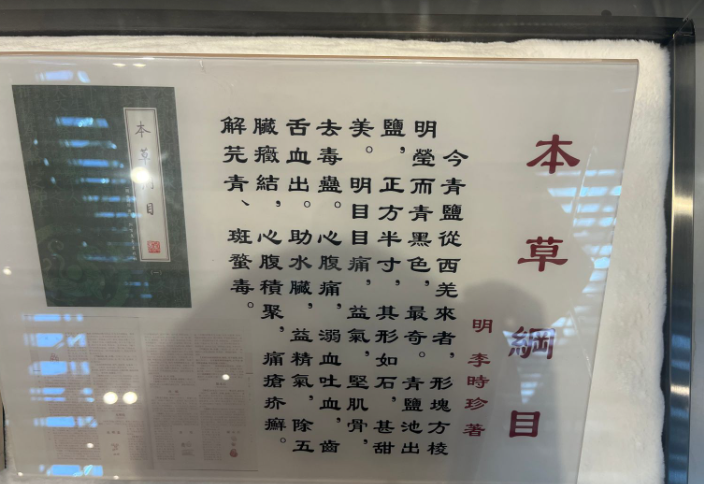 本草綱目
明 李時珍著
今青鹽從西羌來者，形塊方棱
明瑩而青黑色，最奇。青鹽池出
鹽，正方半寸，其形如石，甚甜
美。明目目痛，益氣，堅肌骨，
去毒蠱。心腹痛，溺血吐血，齒
舌血出。助水臟，益精氣，除五
臟癥結，心腹積聚，痛瘡疥癬。
解芫青、斑蝥毒。
本草綱目